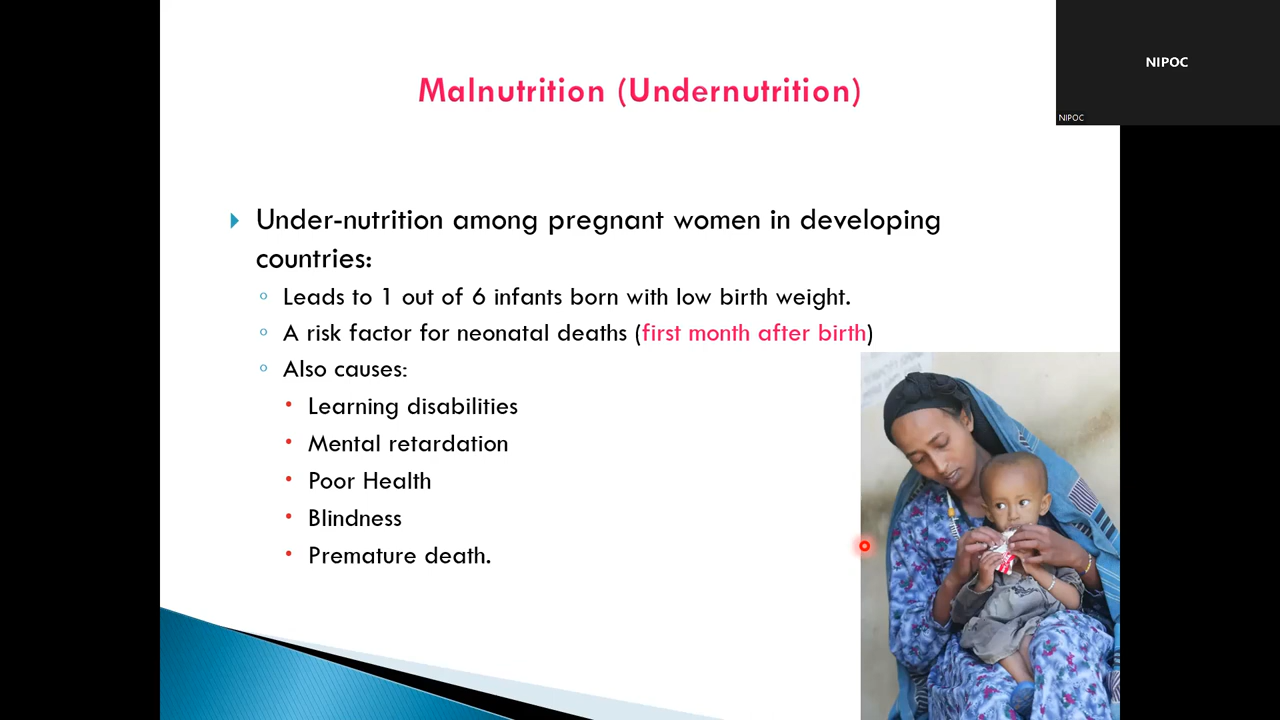 Malnutrition (Undernutrition)
NIPOC
NIPOC
Under-nutrition among pregnant women in developing
countries:
Leads to 1 out of 6 infants born with low birth weight.
A risk factor for neonatal deaths (first month after birth)
Also causes:
Learning disabilities
Mental retardation
Poor Health
Blindness
Premature death.